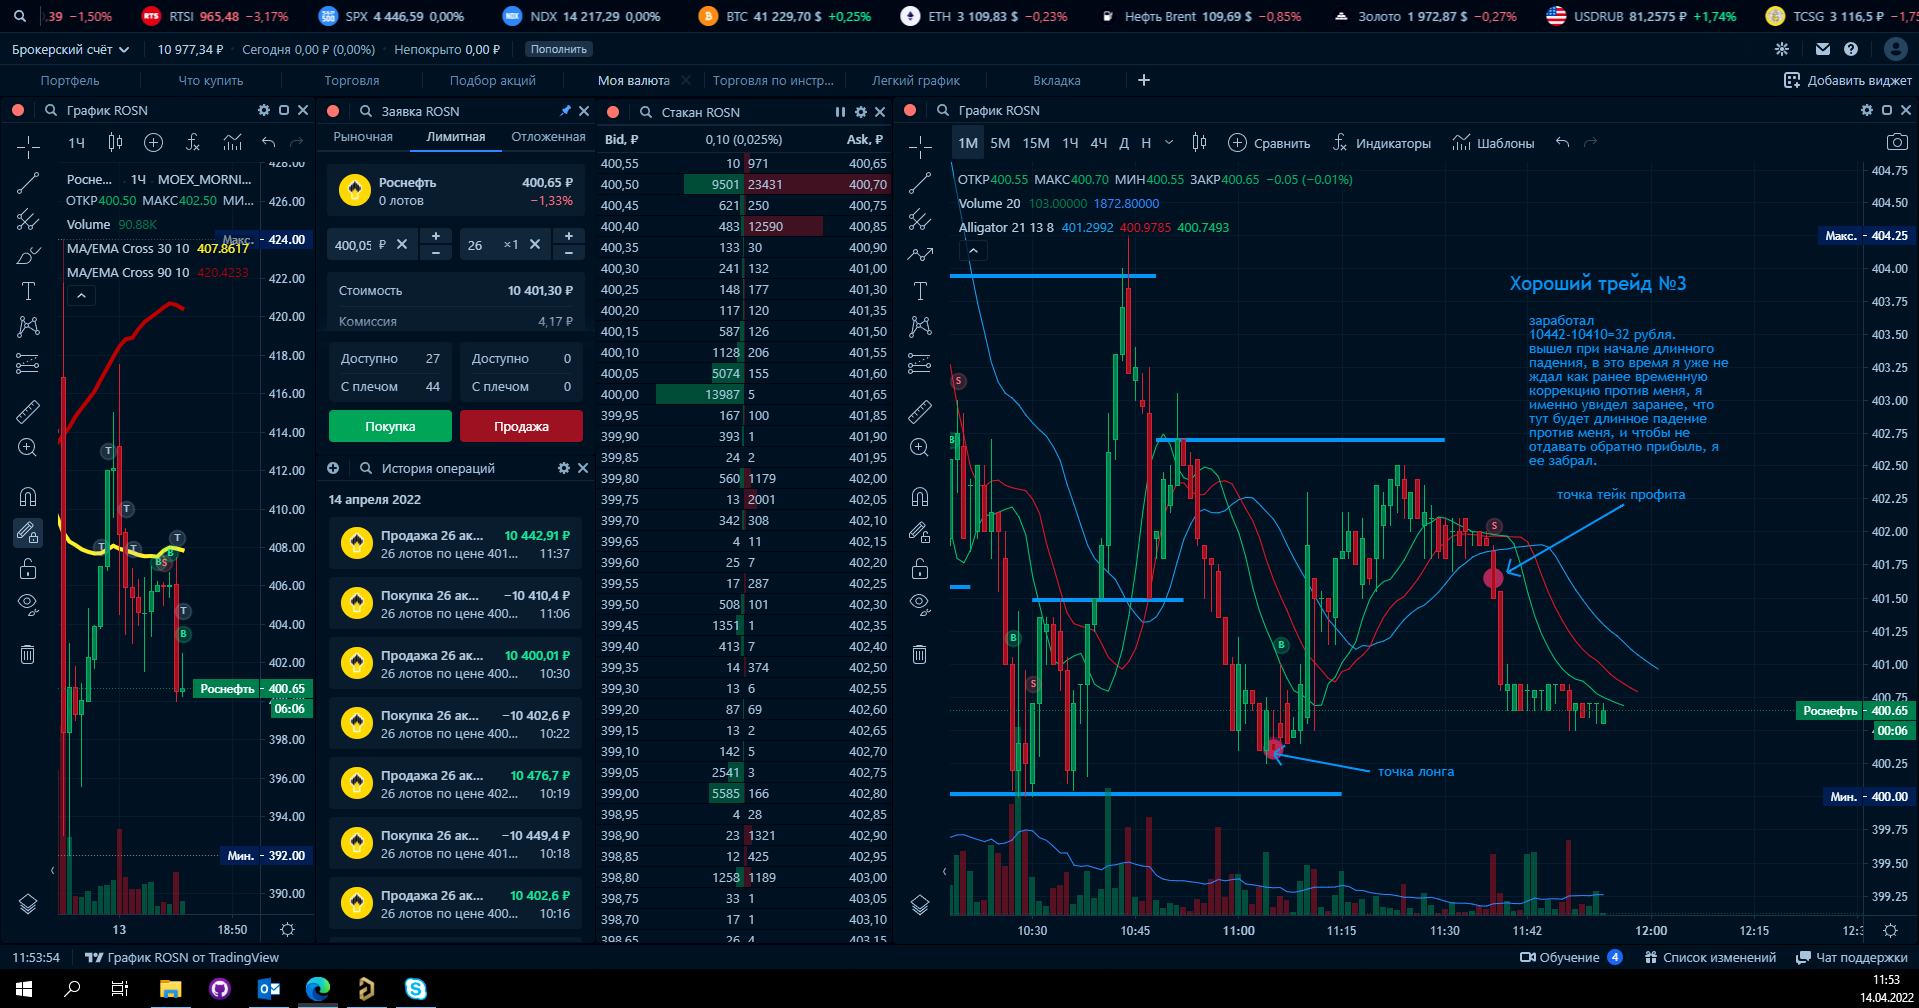 ,39 −1,50% RTSI 965,48 −3,17% SPX 4 446,59 0,00% NDX 14 217,29 0,00% BTC 41 229,70 $ +0,25% ETH 3 109,83 $ −0,23% Нефть Brent 109,69 $ −0,85% Золото 1 972,87 $ −0,27% USDRUB 81,2575 ₽ +1,74% TCSG 3 116,5 ₽
Брокерский счёт 10 977,34 ₽ · Сегодня 0,00 ₽ (0,00%) · Непокрыто 0,00 ₽ Пополнить
Портфель Что купить Торговля Подбор акций Моя валюта Торговля по инстр... Легкий график Вкладка Добавить виджет
График ROSN
1Ч
Росне... 1Ч MOEX_MORNI...
ОТКР400.50 МАКС402.50 МИ...
Volume 90.88K
MA/EMA Cross 30 10 407.8617
MA/EMA Cross 90 10 420.4233
428.00
426.00
Макс. 424.00
422.00
420.00
418.00
416.00
414.00
412.00
410.00
408.00
406.00
404.00
402.00
Роснефть 400.65
06:06
398.00
396.00
394.00
Мин. 392.00
390.00
13 18:50
Заявка ROSN
Рыночная Лимитная Отложенная
Роснефть 400,65 ₽
0 лотов −1,33%
400,05 ₽ 26 ×1
Стоимость 10 401,30 ₽
Комиссия 4,17 ₽
Доступно 27 Доступно 0
С плечом 44 С плечом 0
Покупка Продажа
История операций
14 апреля 2022
Продажа 26 ак... 10 442,91 ₽
26 лотов по цене 401... 11:37
Покупка 26 ак... −10 410,4 ₽
26 лотов по цене 400... 11:06
Продажа 26 ак... 10 400,01 ₽
26 лотов по цене 400... 10:30
Покупка 26 ак... −10 402,6 ₽
26 лотов по цене 400... 10:22
Продажа 26 ак... 10 476,7 ₽
26 лотов по цене 402... 10:19
Покупка 26 ак... −10 449,4 ₽
26 лотов по цене 401... 10:18
Продажа 26 ак... 10 402,6 ₽
26 лотов по цене 400... 10:16
Стакан ROSN
Bid, ₽ 0,10 (0,025%) Ask, ₽
400,55 10 971 400,65
400,50 9501 23431 400,70
400,45 621 250 400,75
400,40 483 12590 400,85
400,35 133 30 400,90
400,30 241 132 401,00
400,25 148 177 401,30
400,20 117 120 401,35
400,15 587 126 401,50
400,10 1128 206 401,55
400,05 5074 155 401,60
400,00 13987 5 401,65
399,95 167 100 401,85
399,90 393 1 401,90
399,85 24 2 401,95
399,80 560 1179 402,00
399,75 13 2001 402,05
399,70 342 308 402,10
399,65 4 11 402,15
399,60 25 7 402,20
399,55 17 287 402,25
399,50 508 101 402,30
399,45 1351 1 402,35
399,40 413 7 402,40
399,35 14 374 402,50
399,30 13 6 402,55
399,20 87 69 402,60
399,15 13 2 402,65
399,10 142 5 402,70
399,05 2541 3 402,75
399,00 5585 166 402,80
398,95 4 28 402,85
398,90 23 1321 402,90
398,85 12 425 402,95
398,80 1258 1189 403,00
398,75 33 1 403,05
398,70 17 1 403,10
398,65 26 4 403,15
График ROSN
1М 5М 15М 1Ч 4Ч Д Н Сравнить Индикаторы Шаблоны
ОТКР400.55 МАКС400.70 МИН400.55 ЗАКР400.65 −0.05 (−0.01%)
Volume 20 103.00000 1872.80000
Alligator 21 13 8 401.2992 400.9785 400.7493
Хороший трейд №3
заработал
10442-10410=32 рубля.
вышел при начале длинного
падения, в это время я уже не
ждал как ранее временную
коррекцию против меня, я
именно увидел заранее, что
тут будет длинное падение
против меня, и чтобы не
отдавать обратно прибыль, я
ее забрал.
точка тейк профита
точка лонга
404.75
404.50
Макс. 404.25
404.00
403.75
403.50
403.25
403.00
402.75
402.50
402.25
402.00
401.75
401.50
401.25
401.00
400.75
Роснефть 400.65
00:06
400.25
Мин. 400.00
399.75
399.50
399.25
10:30 10:45 11:00 11:15 11:30 11:42 12:00 12:15
11:53:54 График ROSN от TradingView Обучение 4 Список изменений Чат поддержки
11:53
14.04.2022